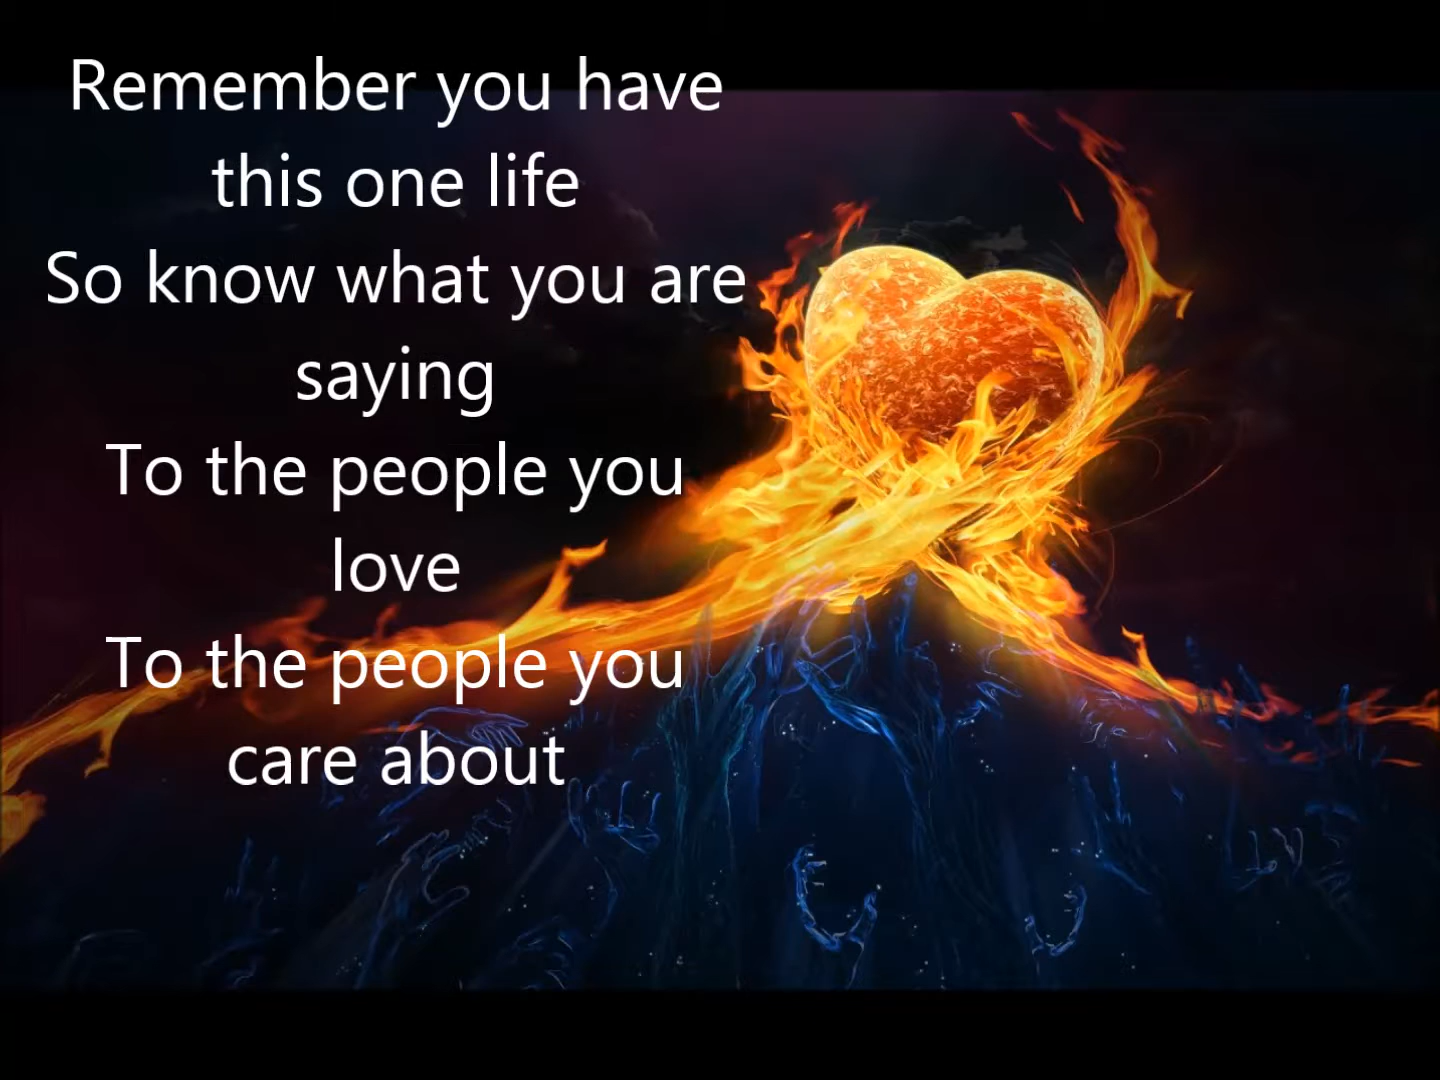 Remember you have
this one life
So know what you are
saying
To the people you
love
To the people you
care about